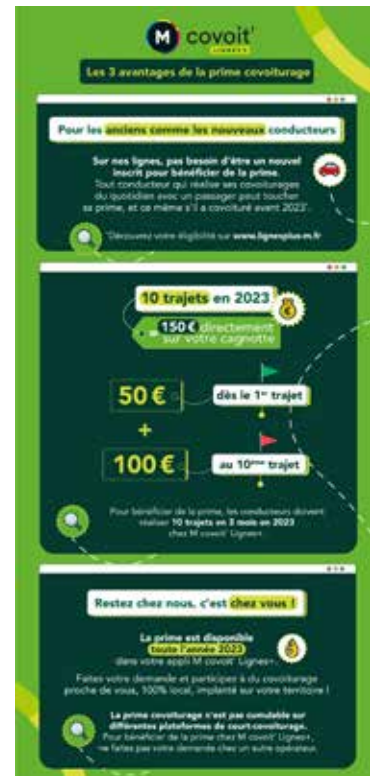 M covoit'
LIGNES+
Les 3 avantages de la prime covoiturage
Pour les anciens comme les nouveaux conducteurs
Sur nos lignes, pas besoin d'être un nouvel
inscrit pour bénéficier de la prime.
Tout conducteur qui réalise ses covoiturages
du quotidien avec un passager peut toucher
sa prime, et ce même s'il a covoituré avant 2023*.
*Découvrez votre éligibilité sur www.lignesplus-m.fr
10 trajets en 2023
= 150€ directement
sur votre cagnotte
50 € dès le 1er trajet
+
100 € au 10ème trajet
Pour bénéficier de la prime, les conducteurs doivent
réaliser 10 trajets en 3 mois en 2023
chez M covoit' Lignes+.
Restez chez nous, c'est chez vous !
La prime est disponible
toute l'année 2023
dans votre appli M covoit' Lignes+.
Faites votre demande et participez à du covoiturage
proche de vous, 100% local, implanté sur votre territoire !
La prime covoiturage n'est pas cumulable sur
différentes plateformes de court-covoiturage.
Pour bénéficier de la prime chez M covoit' Lignes+,
ne faites pas votre demande chez un autre opérateur.